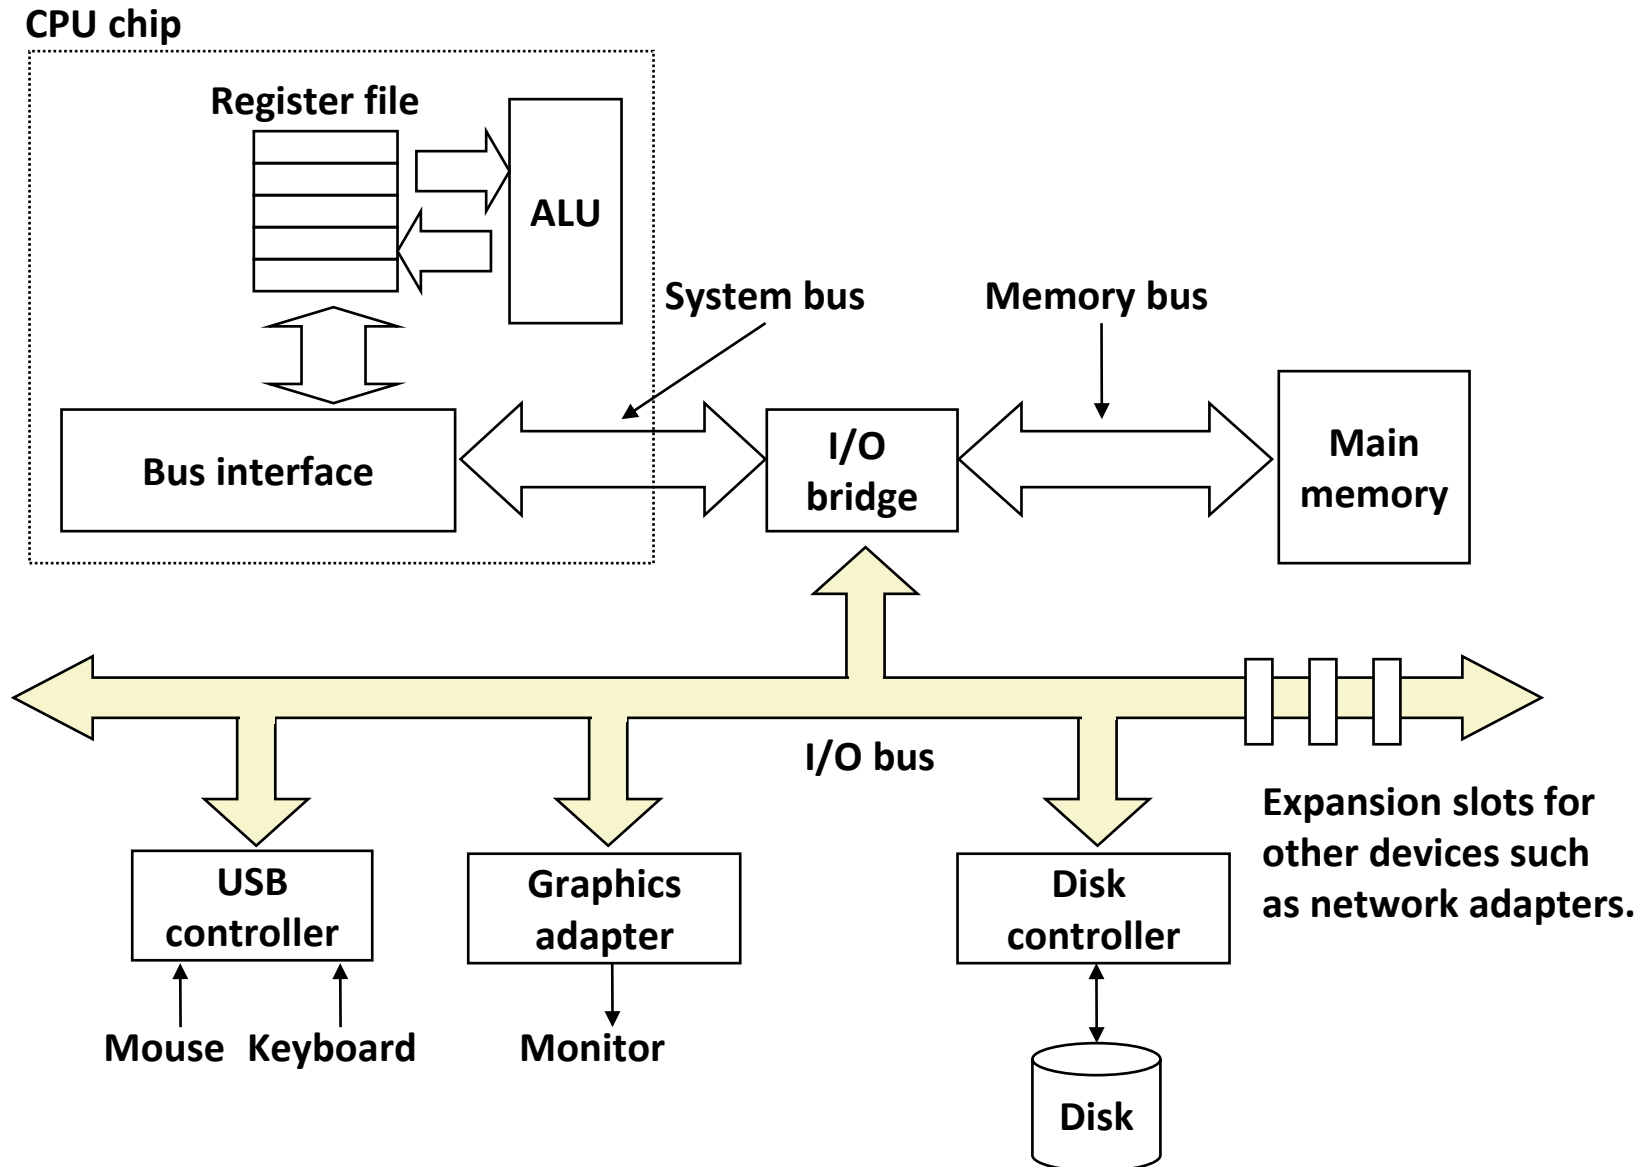 CPU chip
Register file
ALU
System bus
Memory bus
Bus interface
I/O
bridge
Main
memory
I/O bus
Expansion slots for
other devices such
as network adapters.
USB
controller
Graphics
adapter
Disk
controller
Mouse
Keyboard
Monitor
Disk